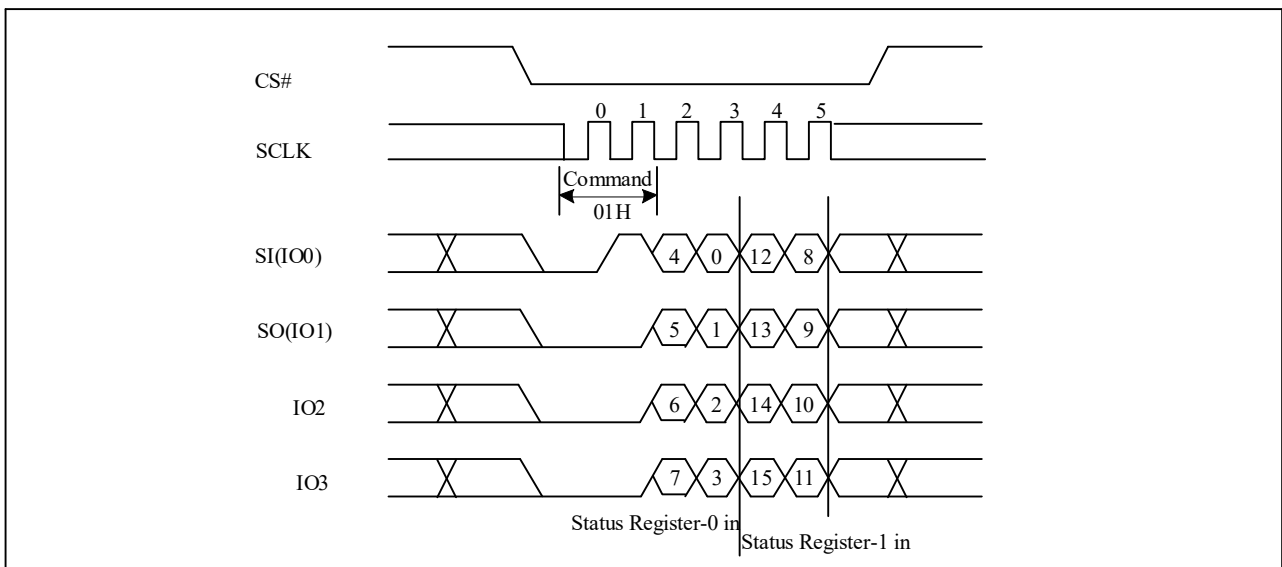 CS#
0 1 2 3 4 5
SCLK
Command
01H
SI(IO0) 4 0 12 8
SO(IO1) 5 1 13 9
IO2 6 2 14 10
IO3 7 3 15 11
Status Register-0 in
Status Register-1 in